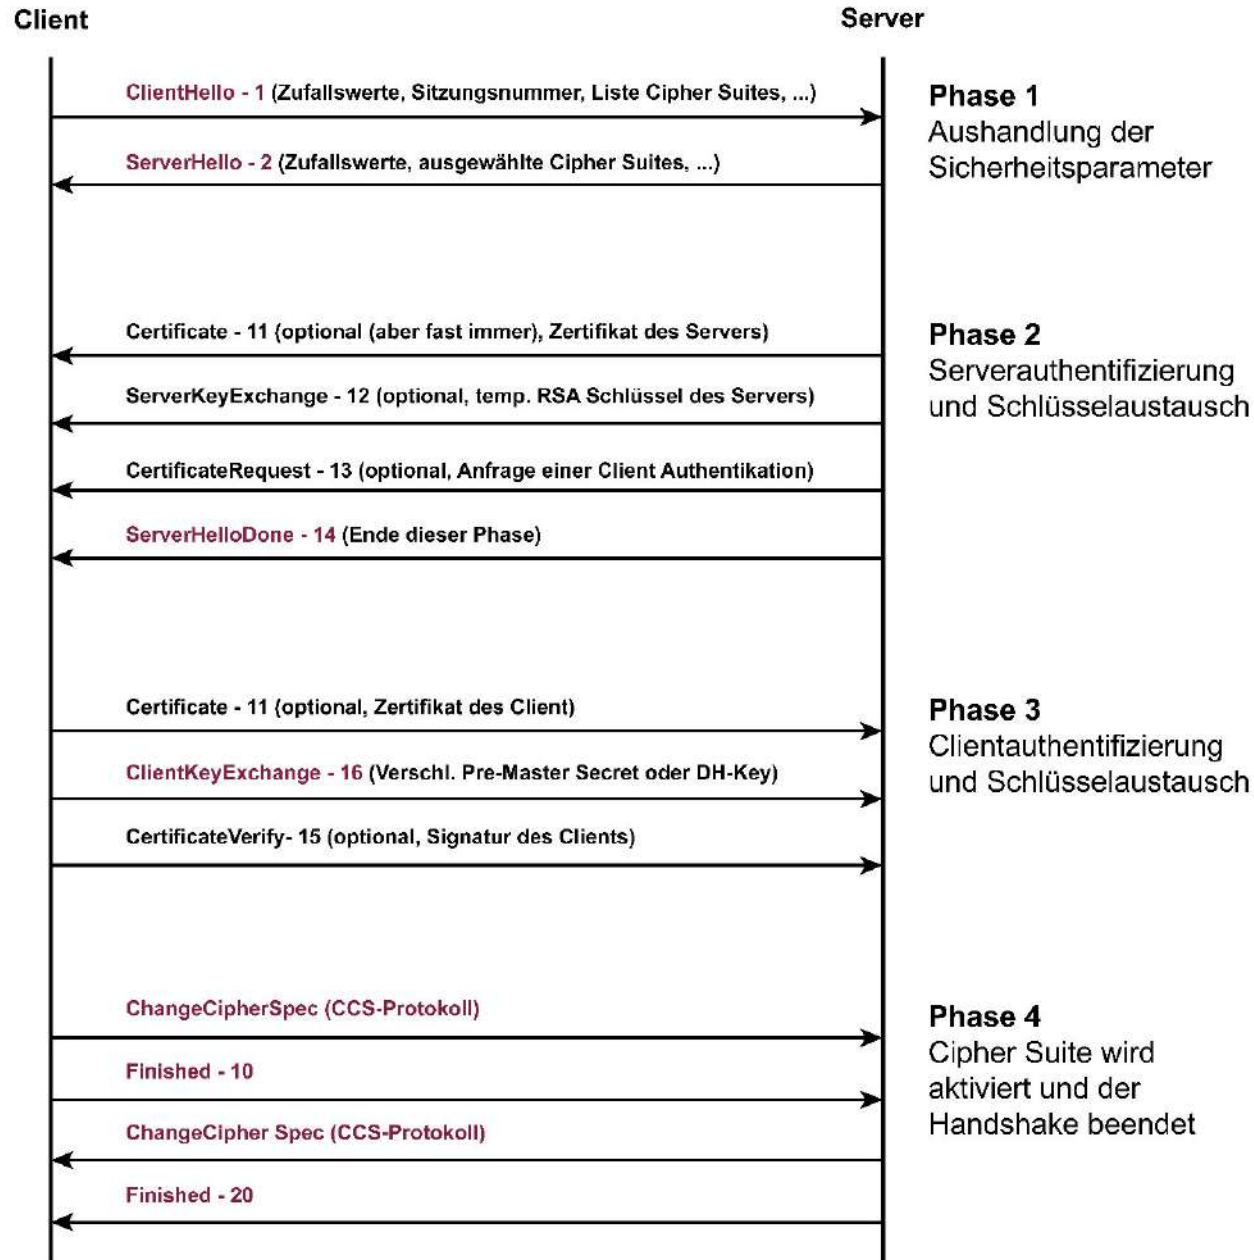 Client
Server
ClientHello - 1 (Zufallswerte, Sitzungsnummer, Liste Cipher Suites, ...)
Phase 1
Aushandlung der
Sicherheitsparameter
ServerHello - 2 (Zufallswerte, ausgewählte Cipher Suites, ...)
Certificate - 11 (optional (aber fast immer), Zertifikat des Servers)
Phase 2
Serverauthentifizierung
und Schlüsselaustausch
ServerKeyExchange - 12 (optional, temp. RSA Schlüssel des Servers)
CertificateRequest - 13 (optional, Anfrage einer Client Authentikation)
ServerHelloDone - 14 (Ende dieser Phase)
Certificate - 11 (optional, Zertifikat des Client)
Phase 3
Clientauthentifizierung
und Schlüsselaustausch
ClientKeyExchange - 16 (Verschl. Pre-Master Secret oder DH-Key)
CertificateVerify- 15 (optional, Signatur des Clients)
ChangeCipherSpec (CCS-Protokoll)
Phase 4
Cipher Suite wird
aktiviert und der
Handshake beendet
Finished - 10
ChangeCipher Spec (CCS-Protokoll)
Finished - 20